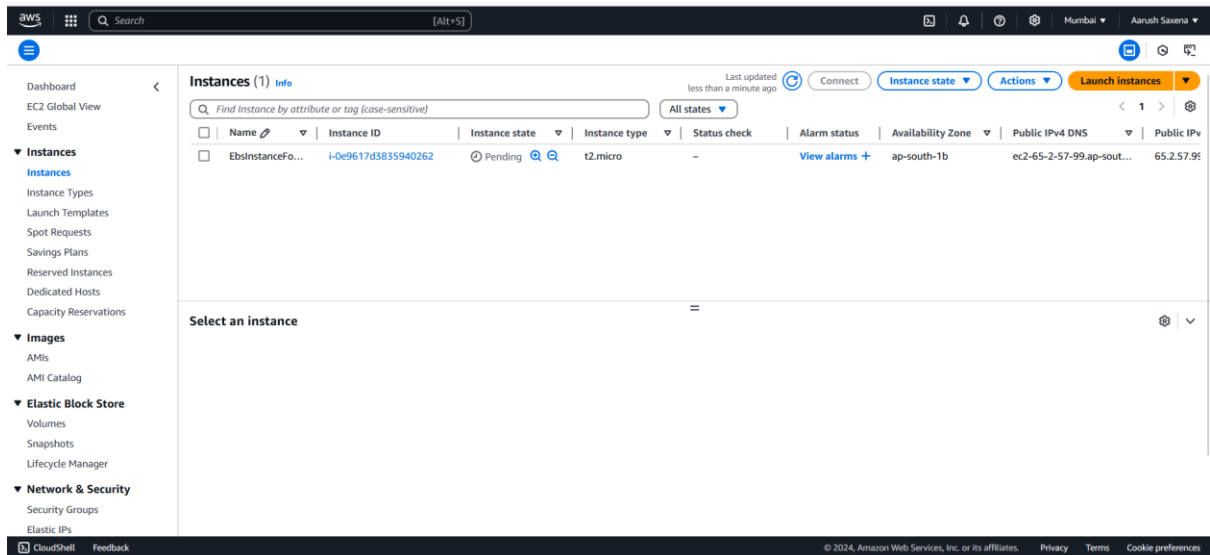 aws Search [Alt+S] Mumbai Aarush Saxena
Instances (1) Info Last updated less than a minute ago Connect Instance state Actions Launch instances
Find Instance by attribute or tag (case-sensitive) All states 1
Name Instance ID Instance state Instance type Status check Alarm status Availability Zone Public IPv4 DNS Public IPv
EbsInstanceFo... i-0e9617d3835940262 Pending t2.micro – View alarms + ap-south-1b ec2-65-2-57-99.ap-sout... 65.2.57.99
Select an instance
Dashboard
EC2 Global View
Events
Instances
Instances
Instance Types
Launch Templates
Spot Requests
Savings Plans
Reserved Instances
Dedicated Hosts
Capacity Reservations
Images
AMIs
AMI Catalog
Elastic Block Store
Volumes
Snapshots
Lifecycle Manager
Network & Security
Security Groups
Elastic IPs
CloudShell Feedback © 2024, Amazon Web Services, Inc. or its affiliates. Privacy Terms Cookie preferences